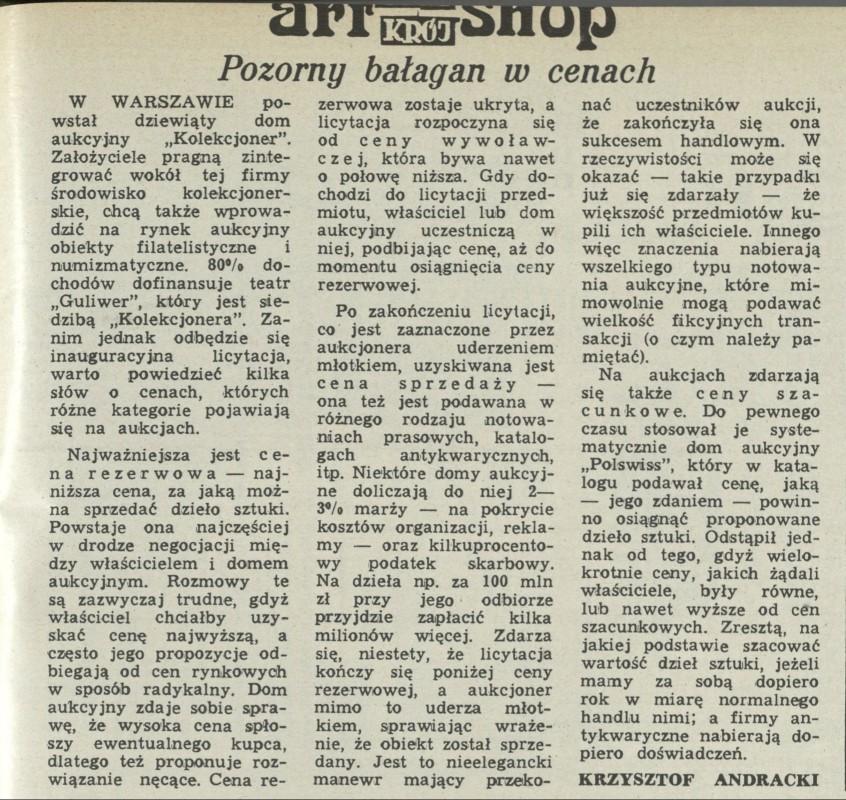 art shop
KRÓJ
Pozorny bałagan w cenach
W WARSZAWIE po-
wstał dziewiąty dom
aukcyjny „Kolekcjoner".
Założyciele pragną zinte-
grować wokół tej firmy
środowisko kolekcjoner-
skie, chcą także wprowa-
dzić na rynek aukcyjny
obiekty filatelistyczne i
numizmatyczne. 80% do-
chodów dofinansuje teatr
„Guliwer", który jest sie-
dzibą „Kolekcjonera". Za-
nim jednak odbędzie się
inauguracyjna licytacja,
warto powiedzieć kilka
słów o cenach, których
różne kategorie pojawiają
się na aukcjach.
Najważniejsza jest c e-
n a r e z e r w o w a — naj-
niższa cena, za jaką moż-
na sprzedać dzieło sztuki.
Powstaje ona najczęściej
w drodze negocjacji mię-
dzy właścicielem i domem
aukcyjnym. Rozmowy te
są zazwyczaj trudne, gdyż
właściciel chciałby uzy-
skać cenę najwyższą, a
często jego propozycje od-
biegają od cen rynkowych
w sposób radykalny. Dom
aukcyjny zdaje sobie spra-
wę, że wysoka cena spło-
szy ewentualnego kupca,
dlatego też proponuje roz-
wiązanie nęcące. Cena re-
zerwowa zostaje ukryta, a
licytacja rozpoczyna się
od c e n y w y w o ł a w-
c z e j, która bywa nawet
o połowę niższa. Gdy do-
chodzi do licytacji przed-
miotu, właściciel lub dom
aukcyjny uczestniczą w
niej, podbijając cenę, aż do
momentu osiągnięcia ceny
rezerwowej.
Po zakończeniu licytacji,
co jest zaznaczone przez
aukcjonera uderzeniem
młotkiem, uzyskiwana jest
c e n a s p r z e d a ż y —
ona też jest podawana w
różnego rodzaju notowa-
niach prasowych, katalo-
gach antykwarycznych,
itp. Niektóre domy aukcyj-
ne doliczają do niej 2—
3% marży — na pokrycie
kosztów organizacji, rekla-
my — oraz kilkuprocento-
wy podatek skarbowy.
Na dzieła np. za 100 mln
zł przy jego odbiorze
przyjdzie zapłacić kilka
milionów więcej. Zdarza
się, niestety, że licytacja
kończy się poniżej ceny
rezerwowej, a aukcjoner
mimo to uderza młot-
kiem, sprawiając wraże-
nie, że obiekt został sprze-
dany. Jest to nieelegancki
manewr mający przeko-
nać uczestników aukcji,
że zakończyła się ona
sukcesem handlowym. W
rzeczywistości może się
okazać — takie przypadki
już się zdarzały — że
większość przedmiotów ku-
pili ich właściciele. Innego
więc znaczenia nabierają
wszelkiego typu notowa-
nia aukcyjne, które mi-
mowolnie mogą podawać
wielkość fikcyjnych tran-
sakcji (o czym należy pa-
miętać).
Na aukcjach zdarzają
się także c e n y s z a-
c u n k o w e. Do pewnego
czasu stosował je syste-
matycznie dom aukcyjny
„Polswiss", który w kata-
logu podawał cenę, jaką
— jego zdaniem — powin-
no osiągnąć proponowane
dzieło sztuki. Odstąpił jed-
nak od tego, gdyż wielo-
krotnie ceny, jakich żądali
właściciele, były równe,
lub nawet wyższe od cen
szacunkowych. Zresztą, na
jakiej podstawie szacować
wartość dzieł sztuki, jeżeli
mamy za sobą dopiero
rok w miarę normalnego
handlu nimi; a firmy an-
tykwaryczne nabierają do-
piero doświadczeń.
KRZYSZTOF ANDRACKI